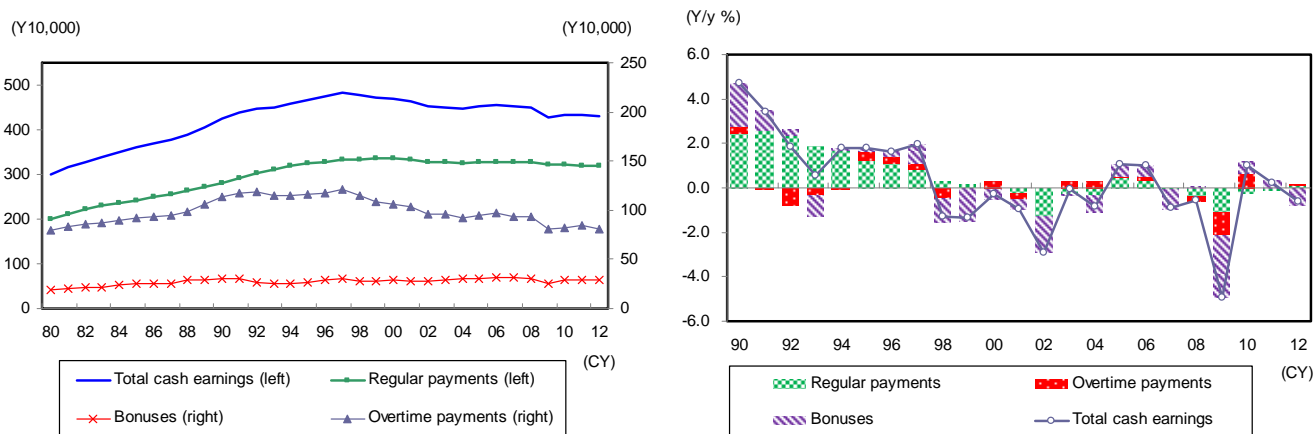 (Y10,000)
(Y10,000)
500
400
300
200
100
0
250
200
150
100
50
0
80 82 84 86 88 90 92 94 96 98 00 02 04 06 08 10 12
(CY)
Total cash earnings (left)
Regular payments (left)
Bonuses (right)
Overtime payments (right)
(Y/y %)
6.0
4.0
2.0
0.0
-2.0
-4.0
-6.0
90 92 94 96 98 00 02 04 06 08 10 12
(CY)
Regular payments
Overtime payments
Bonuses
Total cash earnings